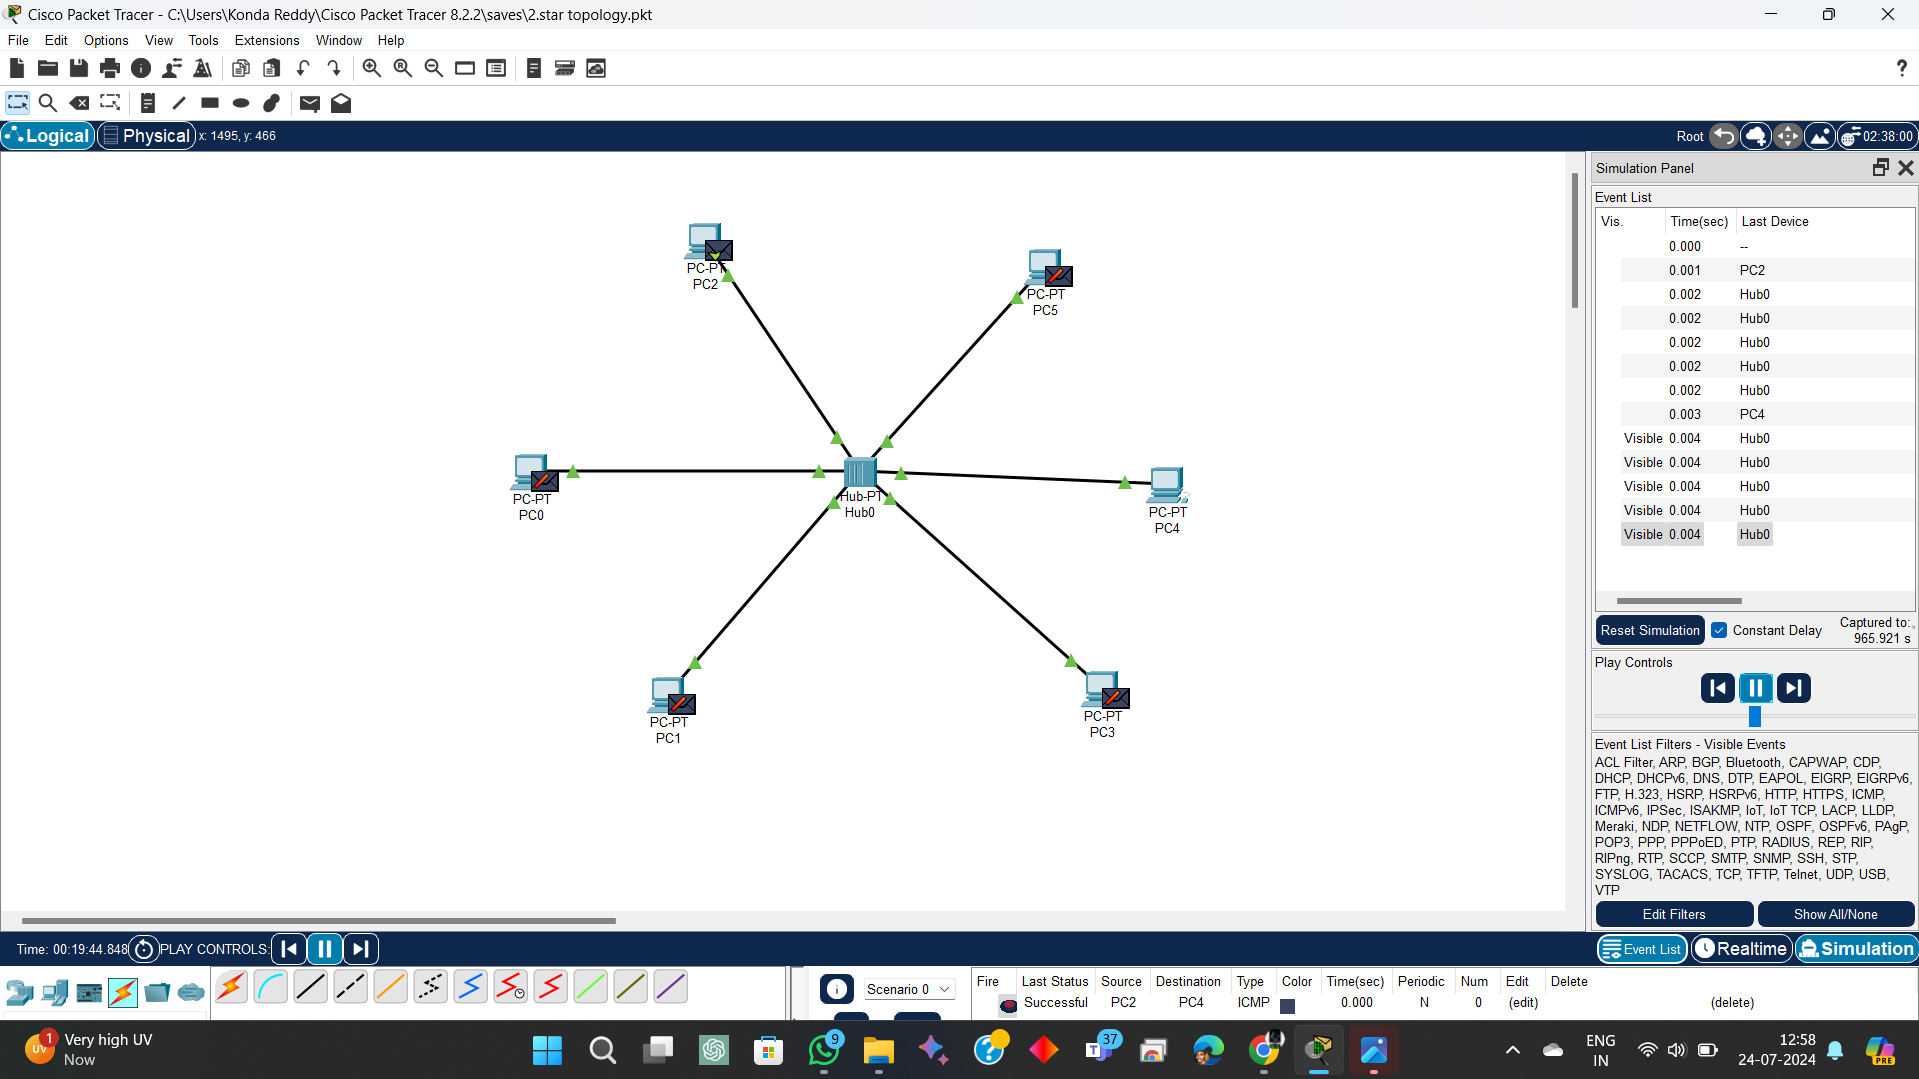 Cisco Packet Tracer - C:\Users\Konda Reddy\Cisco Packet Tracer 8.2.2\saves\2.star topology.pkt
File Edit Options View Tools Extensions Window Help
?
Logical Physical x: 1495, y: 466 Root 02:38:00
PC-PT
PC2
PC-PT
PC5
PC-PT
PC0
Hub-PT
Hub0
PC-PT
PC4
PC-PT
PC1
PC-PT
PC3
Simulation Panel
Event List
Vis. Time(sec) Last Device
0.000 --
0.001 PC2
0.002 Hub0
0.002 Hub0
0.002 Hub0
0.002 Hub0
0.002 Hub0
0.003 PC4
Visible 0.004 Hub0
Visible 0.004 Hub0
Visible 0.004 Hub0
Visible 0.004 Hub0
Visible 0.004 Hub0
Reset Simulation Constant Delay Captured to:
965.921 s
Play Controls
Event List Filters - Visible Events
ACL Filter, ARP, BGP, Bluetooth, CAPWAP, CDP,
DHCP, DHCPv6, DNS, DTP, EAPOL, EIGRP, EIGRPv6,
FTP, H.323, HSRP, HSRPv6, HTTP, HTTPS, ICMP,
ICMPv6, IPSec, ISAKMP, IoT, IoT TCP, LACP, LLDP,
Meraki, NDP, NETFLOW, NTP, OSPF, OSPFv6, PAgP,
POP3, PPP, PPPoED, PTP, RADIUS, REP, RIP,
RIPng, RTP, SCCP, SMTP, SNMP, SSH, STP,
SYSLOG, TACACS, TCP, TFTP, Telnet, UDP, USB,
VTP
Edit Filters Show All/None
Time: 00:19:44.848 PLAY CONTROLS: Event List Realtime Simulation
Scenario 0
Fire Last Status Source Destination Type Color Time(sec) Periodic Num Edit Delete
Successful PC2 PC4 ICMP 0.000 N 0 (edit) (delete)
UV 1 Very high UV
Now
9
37
PRE
ENG
IN
12:58
24-07-2024